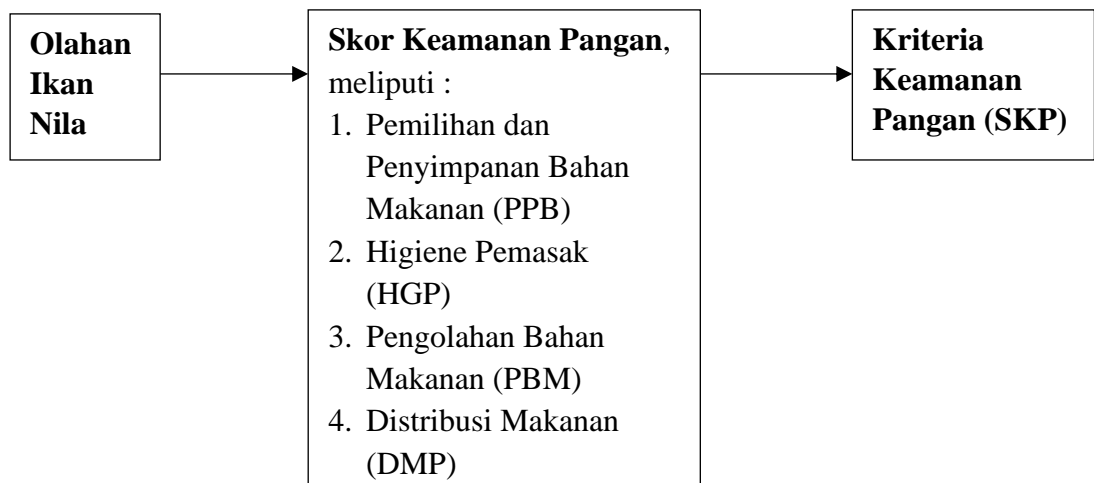 Olahan
Ikan
Nila
Skor Keamanan Pangan,
meliputi :
1. Pemilihan dan
Penyimpanan Bahan
Makanan (PPB)
2. Higiene Pemasak
(HGP)
3. Pengolahan Bahan
Makanan (PBM)
4. Distribusi Makanan
(DMP)
Kriteria
Keamanan
Pangan (SKP)